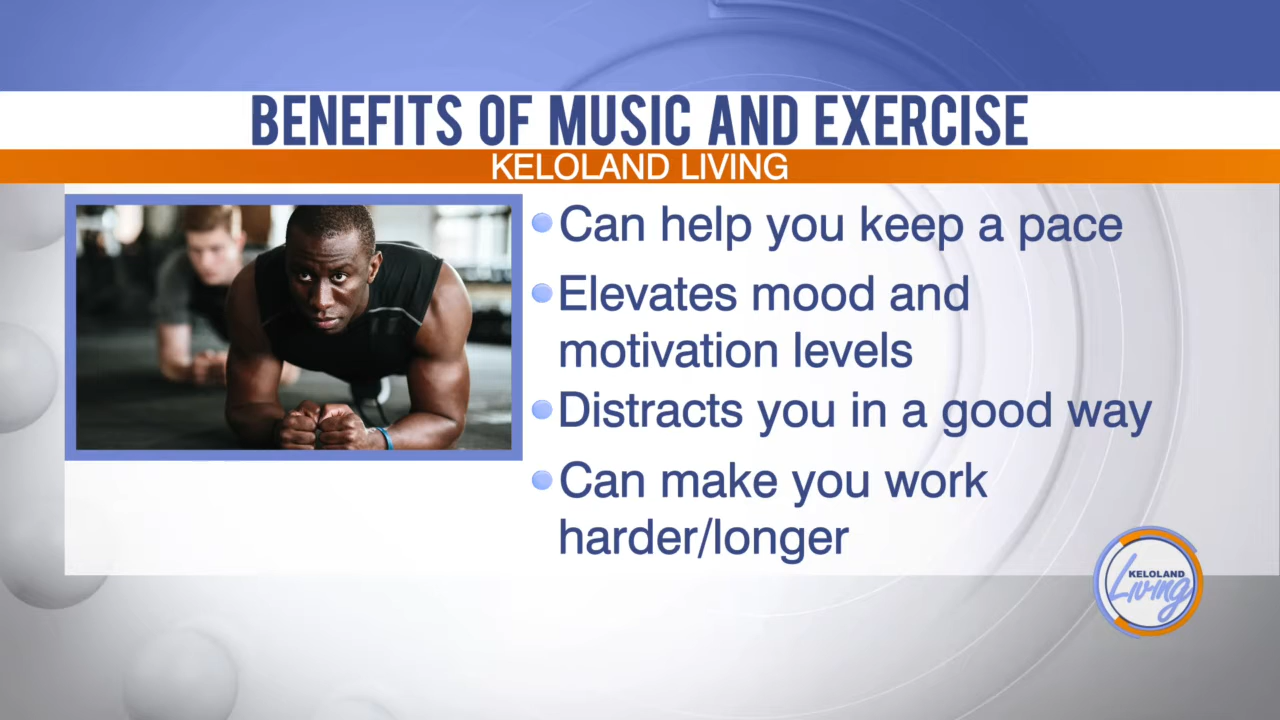 BENEFITS OF MUSIC AND EXERCISE
KELOLAND LIVING
Can help you keep a pace
Elevates mood and
motivation levels
Distracts you in a good way
Can make you work
harder/longer
KELOLAND
Living